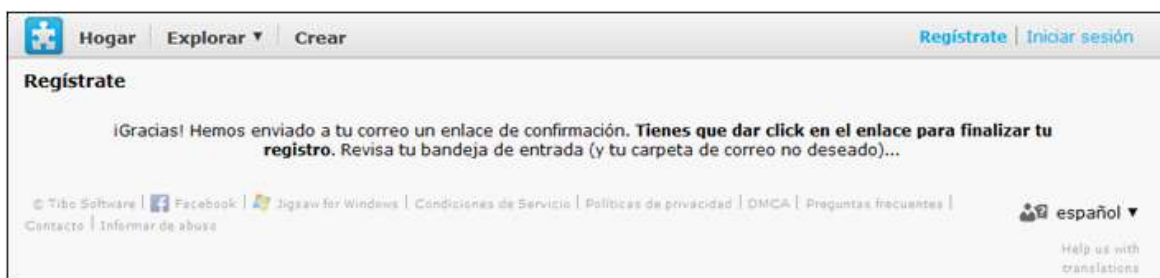 Hogar Explorar ▼ Crear Regístrate | Iniciar sesión
Regístrate
¡Gracias! Hemos enviado a tu correo un enlace de confirmación. Tienes que dar click en el enlace para finalizar tu
registro. Revisa tu bandeja de entrada (y tu carpeta de correo no deseado)...
© Tibo Software | Facebook | Jigsaw for Windows | Condiciones de Servicio | Políticas de privacidad | DMCA | Preguntas frecuentes |
Contacto | Informar de abuso
español ▼
Help us with
translations